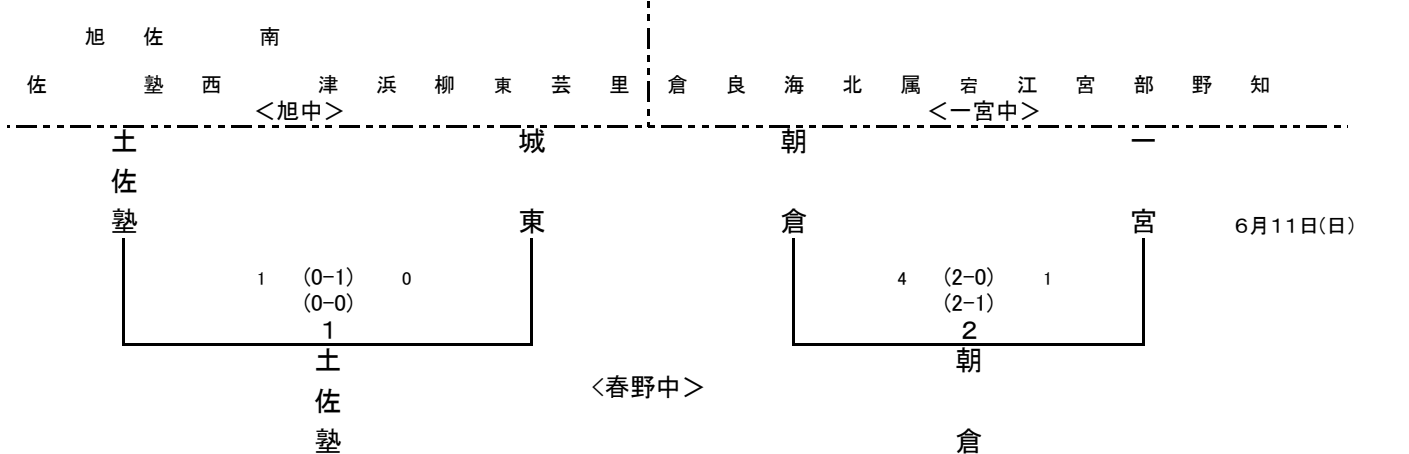 旭 佐 南
佐 塾 西 津 浜 柳 東 芸 里 倉 良 海 北 属 宕 江 宮 部 野 知
＜旭中＞ ＜一宮中＞
土佐塾 城東 朝倉 一宮
6月11日(日)
1 (0-1) 0 4 (2-0) 1
(0-0) (2-1)
1 2
土佐塾 朝倉
＜春野中＞